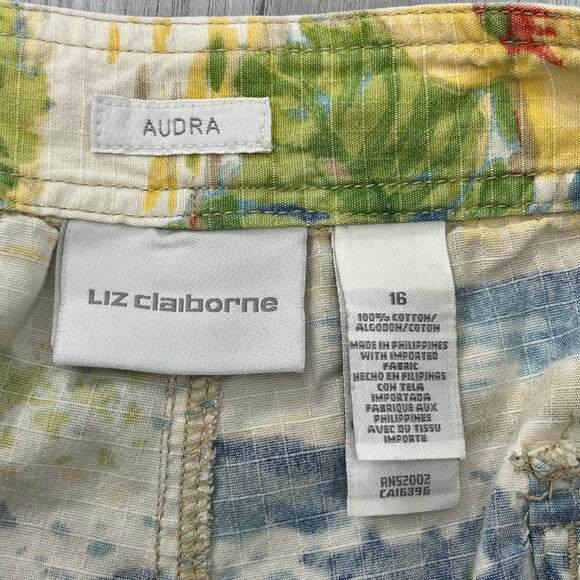 AUDRA
LIZ claiborne
16
100% COTTON/
ALGODON/COTON
MADE IN PHILIPPINES
WITH IMPORTED
FABRIC
HECHO EN FILIPINAS
CON TELA
IMPORTADA
FABRIQUE AUX
PHILIPPINES
AVEC DU TISSU
IMPORTE
RN52002
CA16396